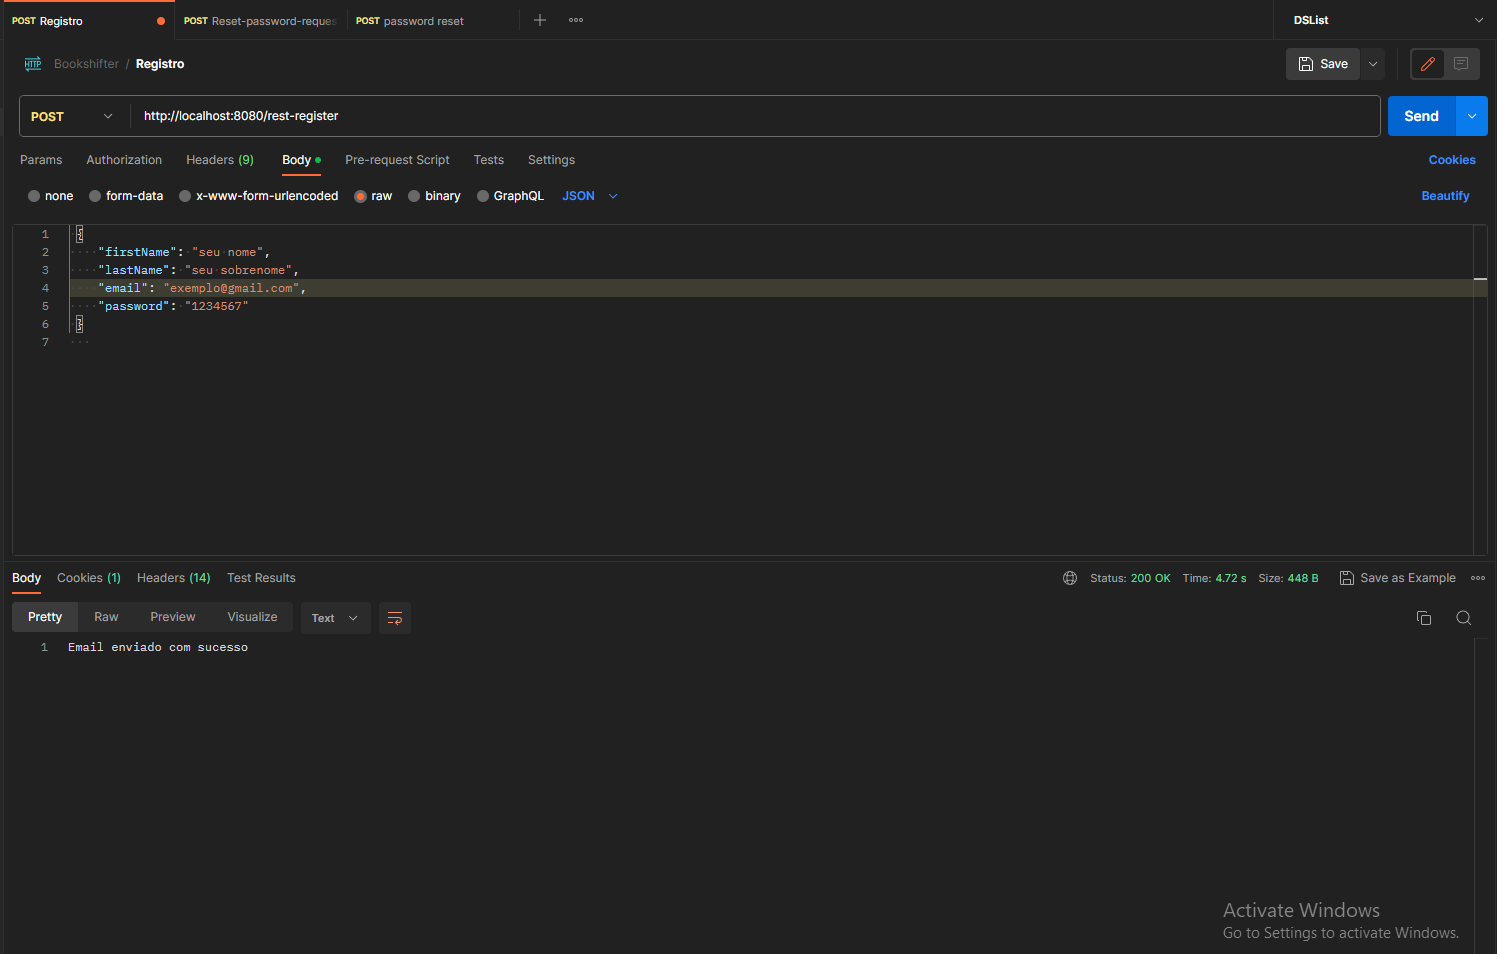 POST Registro
POST Reset-password-reques
POST password reset
DSList
HTTP Bookshifter / Registro
Save
POST http://localhost:8080/rest-register
Send
Params Authorization Headers (9) Body Pre-request Script Tests Settings
Cookies
none form-data x-www-form-urlencoded raw binary GraphQL JSON
Beautify
1 {
2 "firstName": "seu nome",
3 "lastName": "seu sobrenome",
4 "email": "exemplo@gmail.com",
5 "password": "1234567"
6 }
7
Body Cookies (1) Headers (14) Test Results
Status: 200 OK Time: 4.72 s Size: 448 B Save as Example
Pretty Raw Preview Visualize Text
1 Email enviado com sucesso
Activate Windows
Go to Settings to activate Windows.